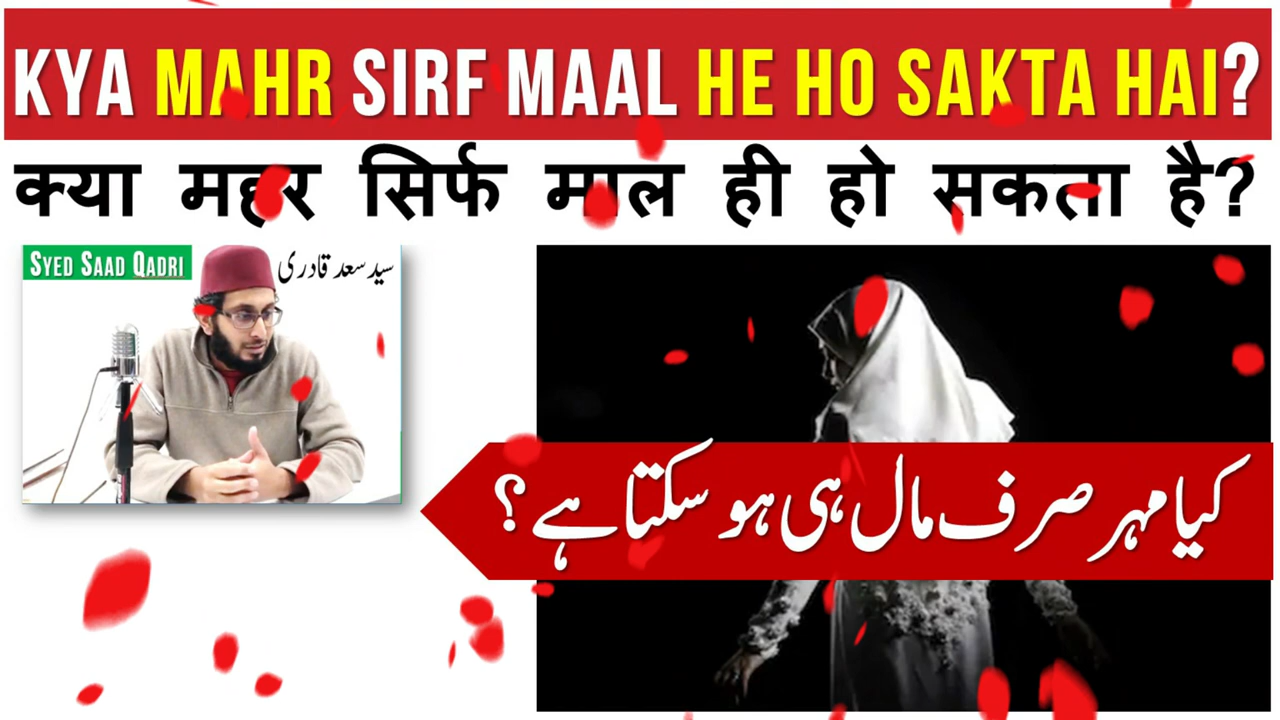 KYA MAHR SIRF MAAL HE HO SAKTA HAI?
क्या महर सिर्फ माल ही हो सकता है?
SYED SAAD QADRI
سید سعد قادری
کیا مہر صرف مال ہی ہو سکتا ہے؟